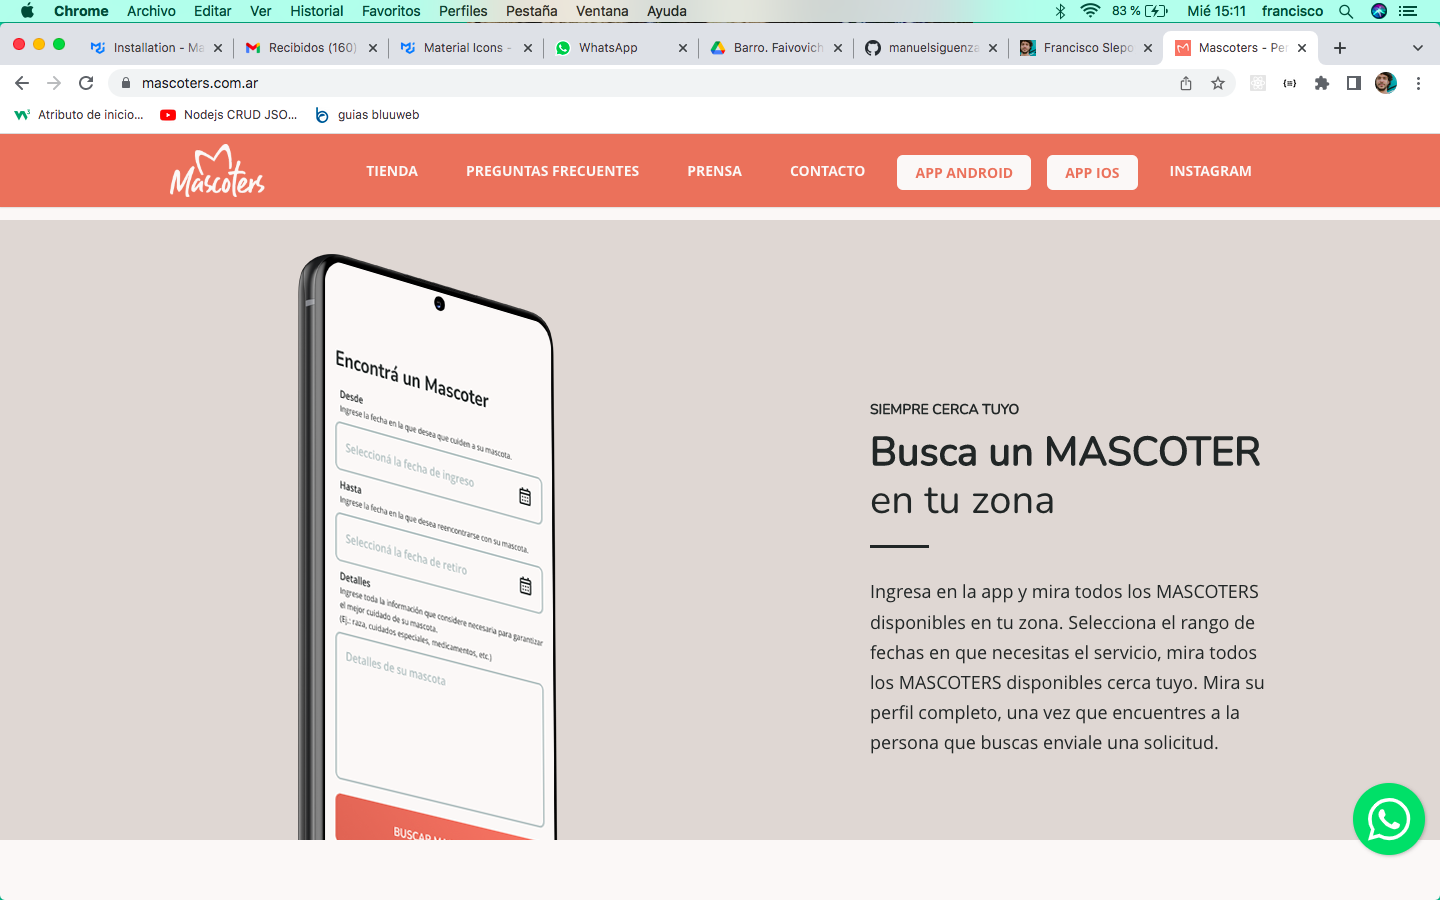 Chrome Archivo Editar Ver Historial Favoritos Perfiles Pestaña Ventana Ayuda 83 % Mié 15:11 francisco
Installation - Ma Recibidos (160) Material Icons - WhatsApp Barro. Faivovich manuelsiguenza Francisco Slepo Mascoters - Per
mascoters.com.ar
Atributo de inicio... Nodejs CRUD JSO... guias bluuweb
Mascoters TIENDA PREGUNTAS FRECUENTES PRENSA CONTACTO APP ANDROID APP IOS INSTAGRAM
Encontrá un Mascoter
Desde
Ingrese la fecha en la que desea que cuiden a su mascota.
Seleccioná la fecha de ingreso
Hasta
Ingrese la fecha en la que desea reencontrarse con su mascota.
Seleccioná la fecha de retiro
Detalles
Ingrese toda la información que considere necesaria para garantizar
el mejor cuidado de su mascota.
(Ej.: raza, cuidados especiales, medicamentos, etc.)
Detalles de su mascota
BUSCAR
SIEMPRE CERCA TUYO
Busca un MASCOTER
en tu zona
Ingresa en la app y mira todos los MASCOTERS
disponibles en tu zona. Selecciona el rango de
fechas en que necesitas el servicio, mira todos
los MASCOTERS disponibles cerca tuyo. Mira su
perfil completo, una vez que encuentres a la
persona que buscas enviale una solicitud.